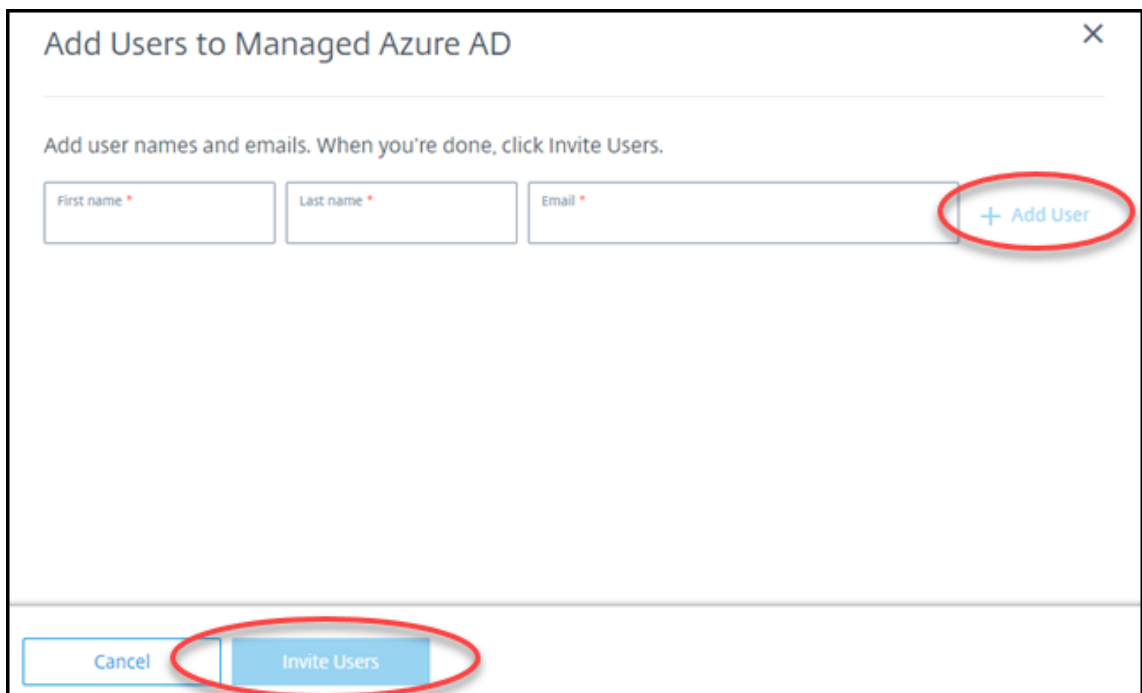 Add Users to Managed Azure AD
Add user names and emails. When you're done, click Invite Users.
First name *
Last name *
Email *
+ Add User
Cancel
Invite Users